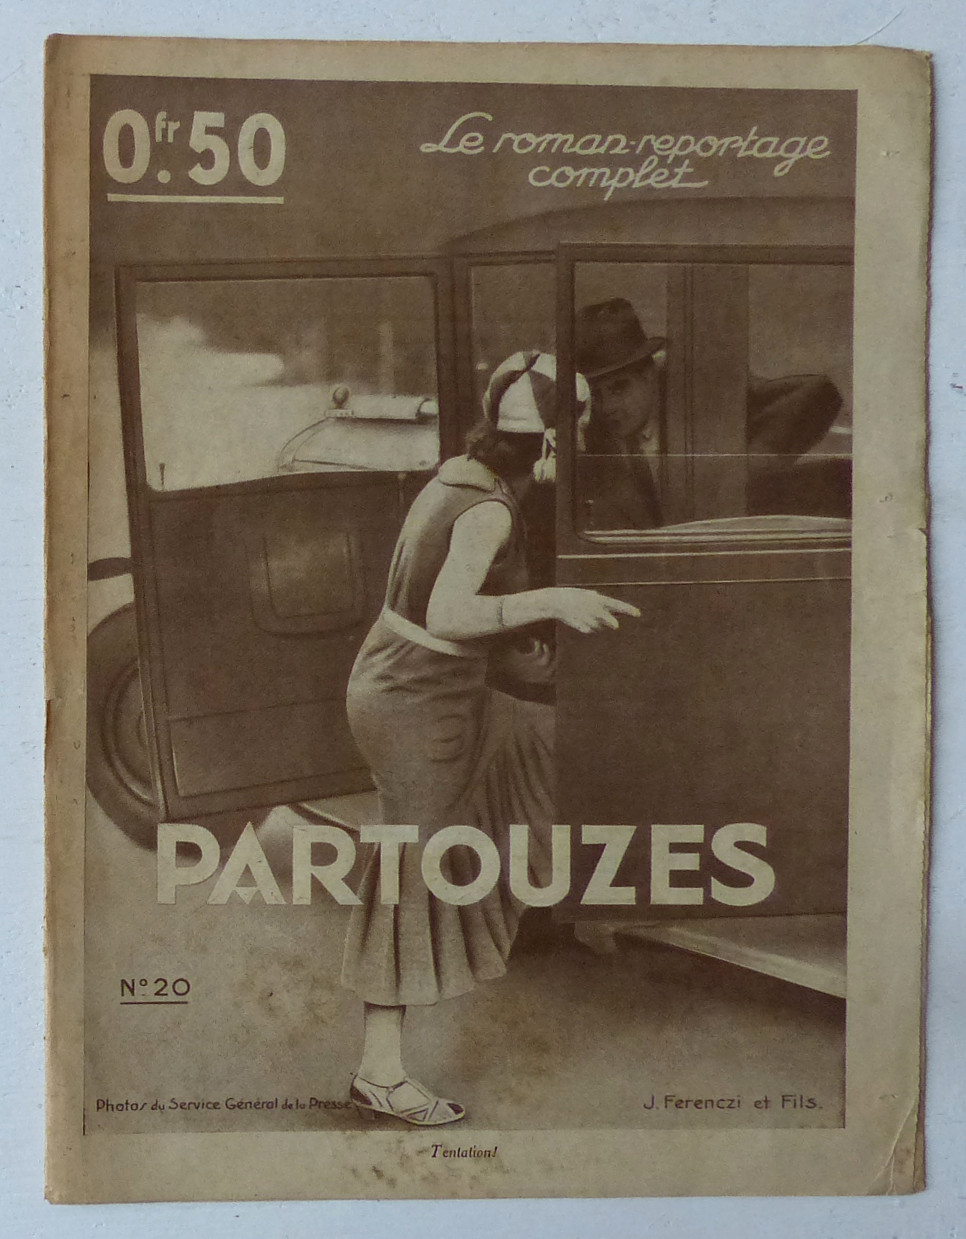 0fr.50
Le roman-reportage
complet
PARTOUZES
Nº 20
Photos du Service Général de la Presse
J. Ferenczi et Fils.
Tentation!